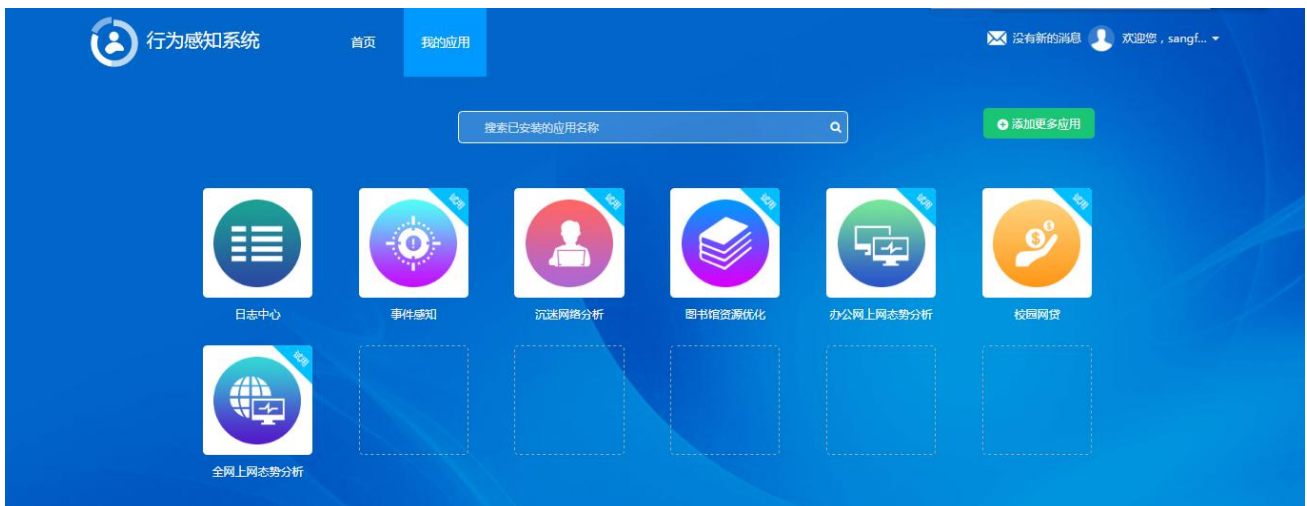 行为感知系统
首页
我的应用
没有新的消息
欢迎您，sangf...
搜索已安装的应用名称
添加更多应用
试用
试用
试用
试用
试用
日志中心
事件感知
沉迷网络分析
图书馆资源优化
办公网上网态势分析
校园网贷
试用
全网上网态势分析